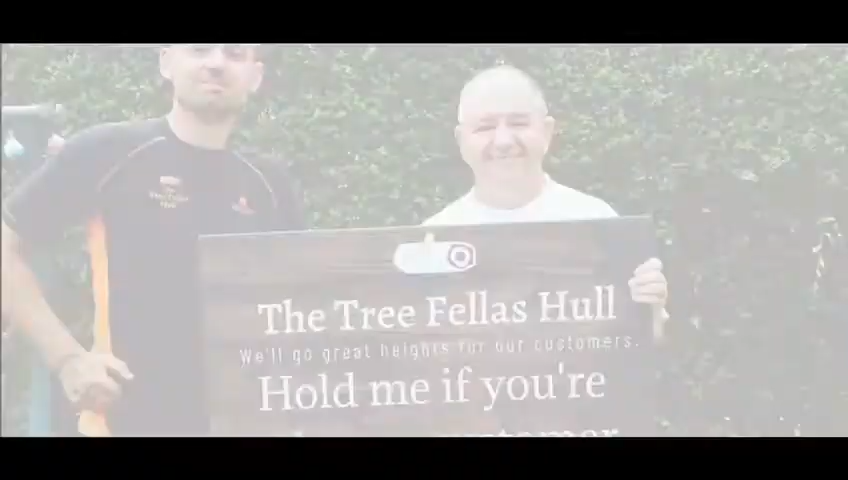 The Tree Fellas Hull
We'll go great heights for our customers.
Hold me if you're